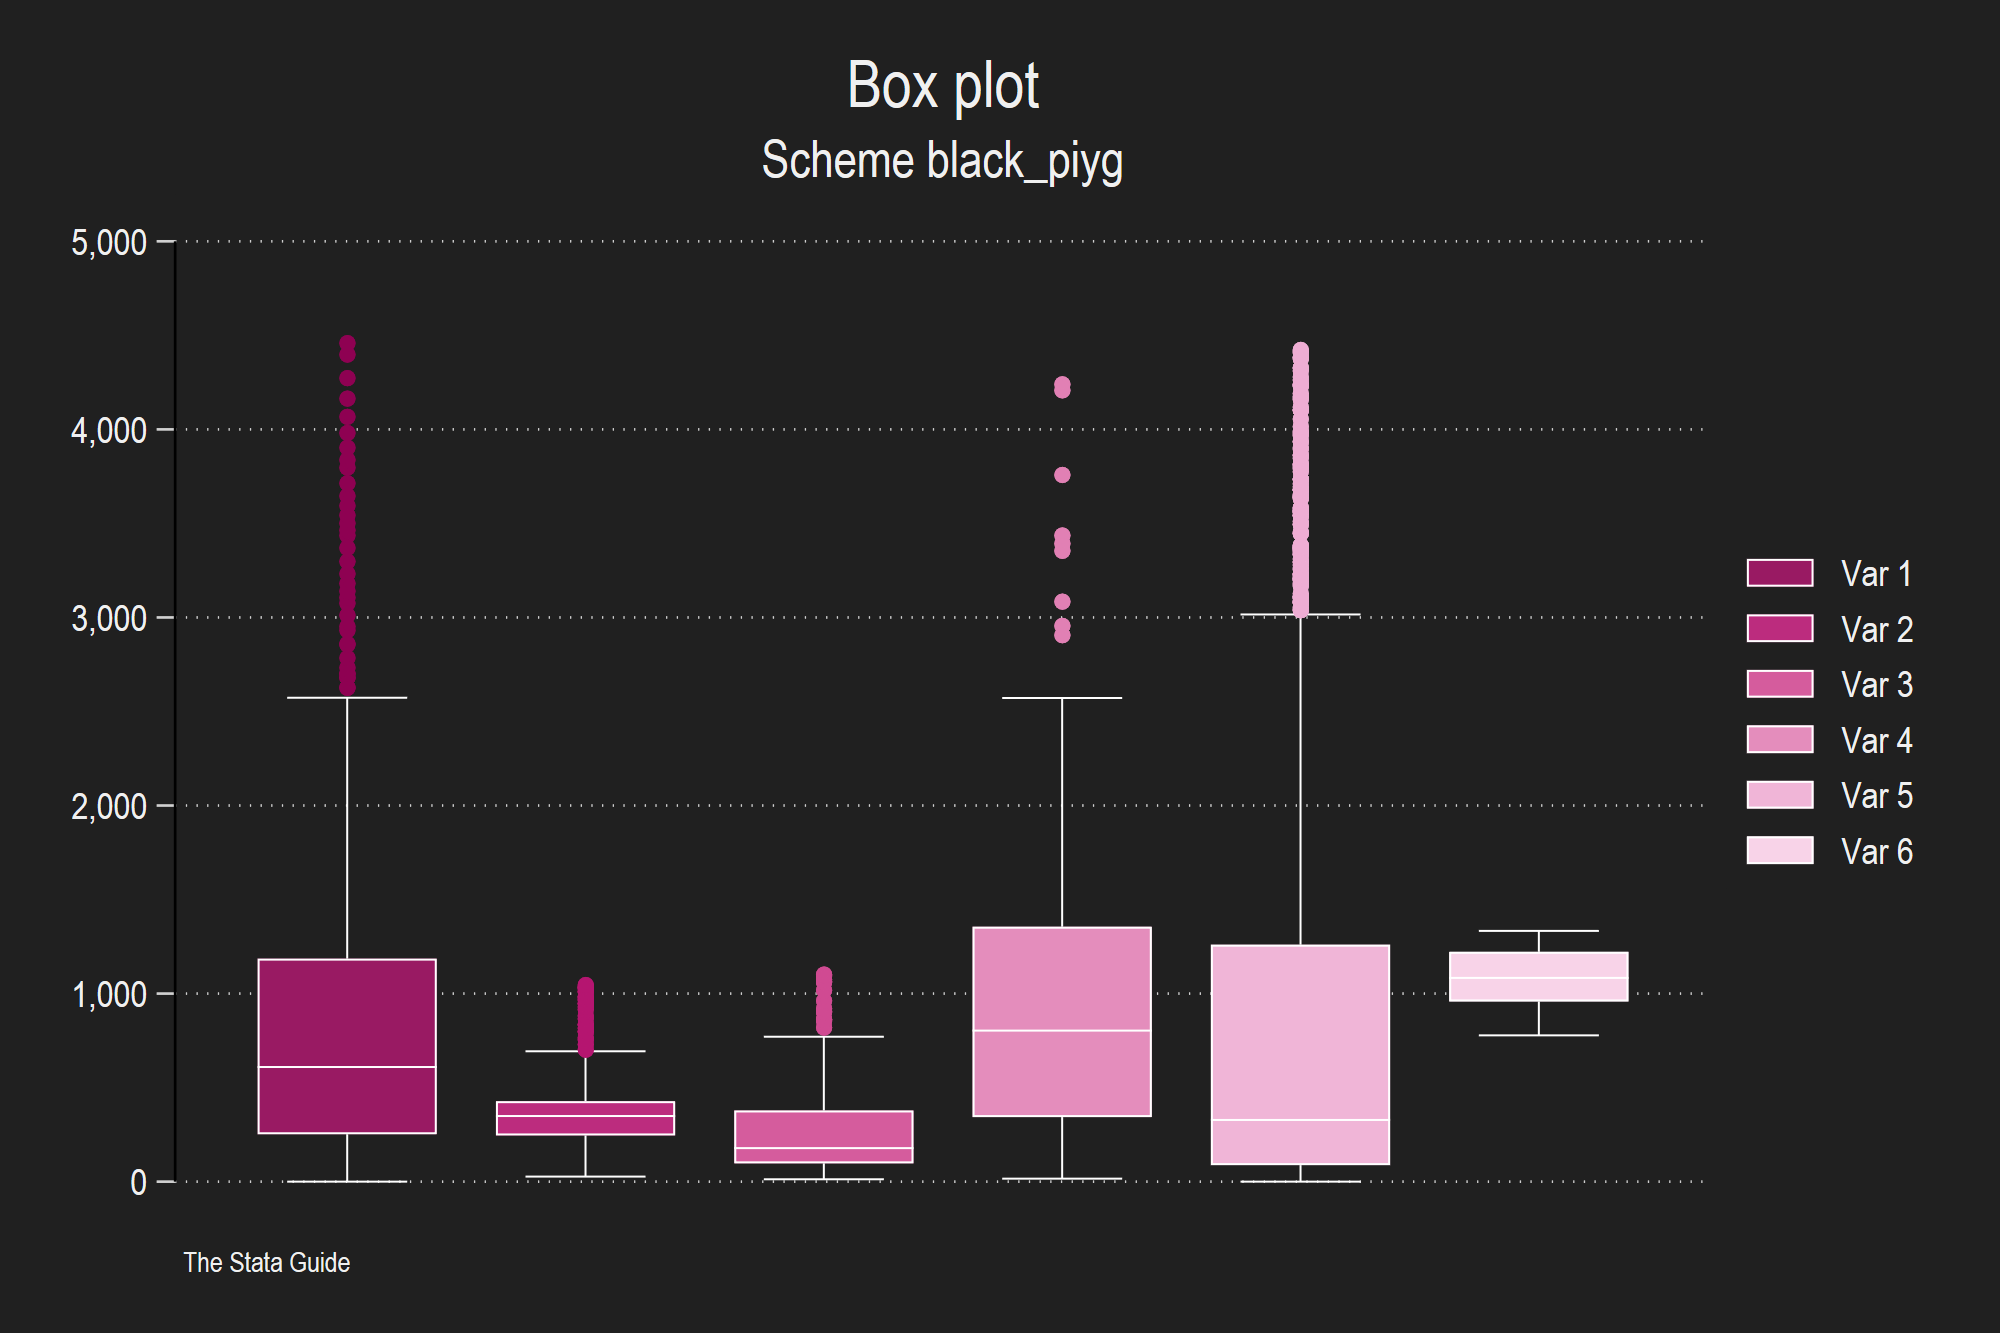 Box plot
Scheme black_piyg
5,000
4,000
3,000
2,000
1,000
0
Var 1
Var 2
Var 3
Var 4
Var 5
Var 6
The Stata Guide